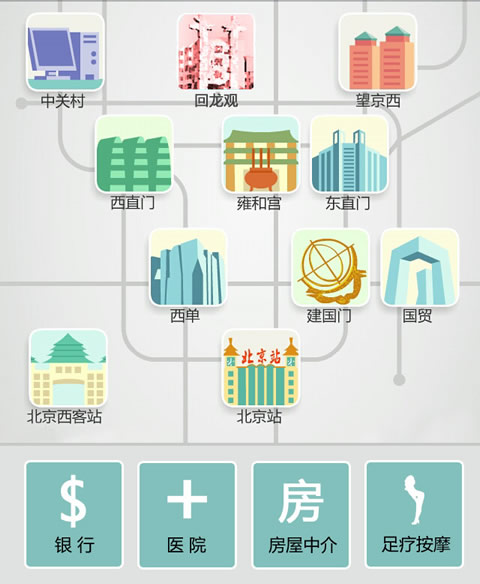 中关村
回龙观
望京西
西直门
雍和宫
东直门
西单
建国门
国贸
北京站
北京西客站
北京站
$
银行
医院
房
房屋中介
足疗按摩